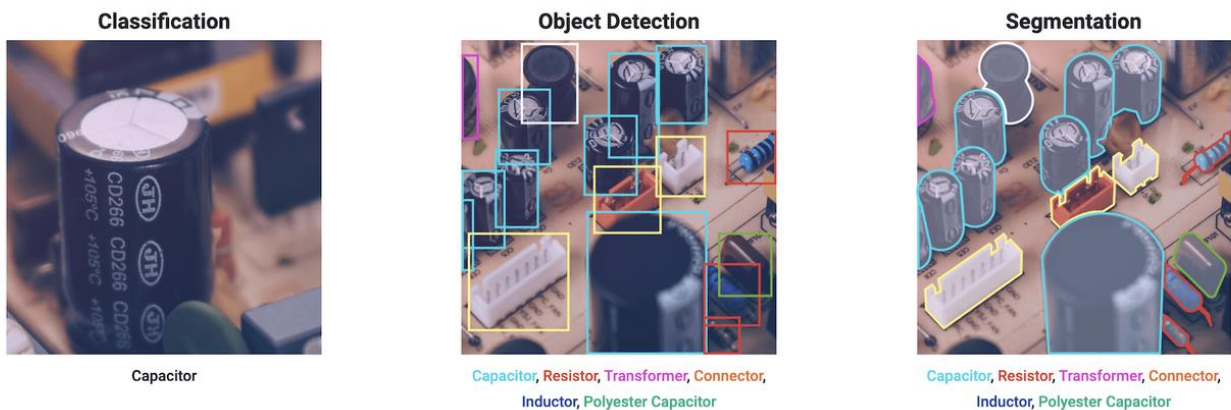 Classification
Object Detection
Segmentation
+105°C CD266 JH
+105°C CD266 JH
+105°C CD266 JH
Capacitor
Capacitor, Resistor, Transformer, Connector,
Inductor, Polyester Capacitor
Capacitor, Resistor, Transformer, Connector,
Inductor, Polyester Capacitor